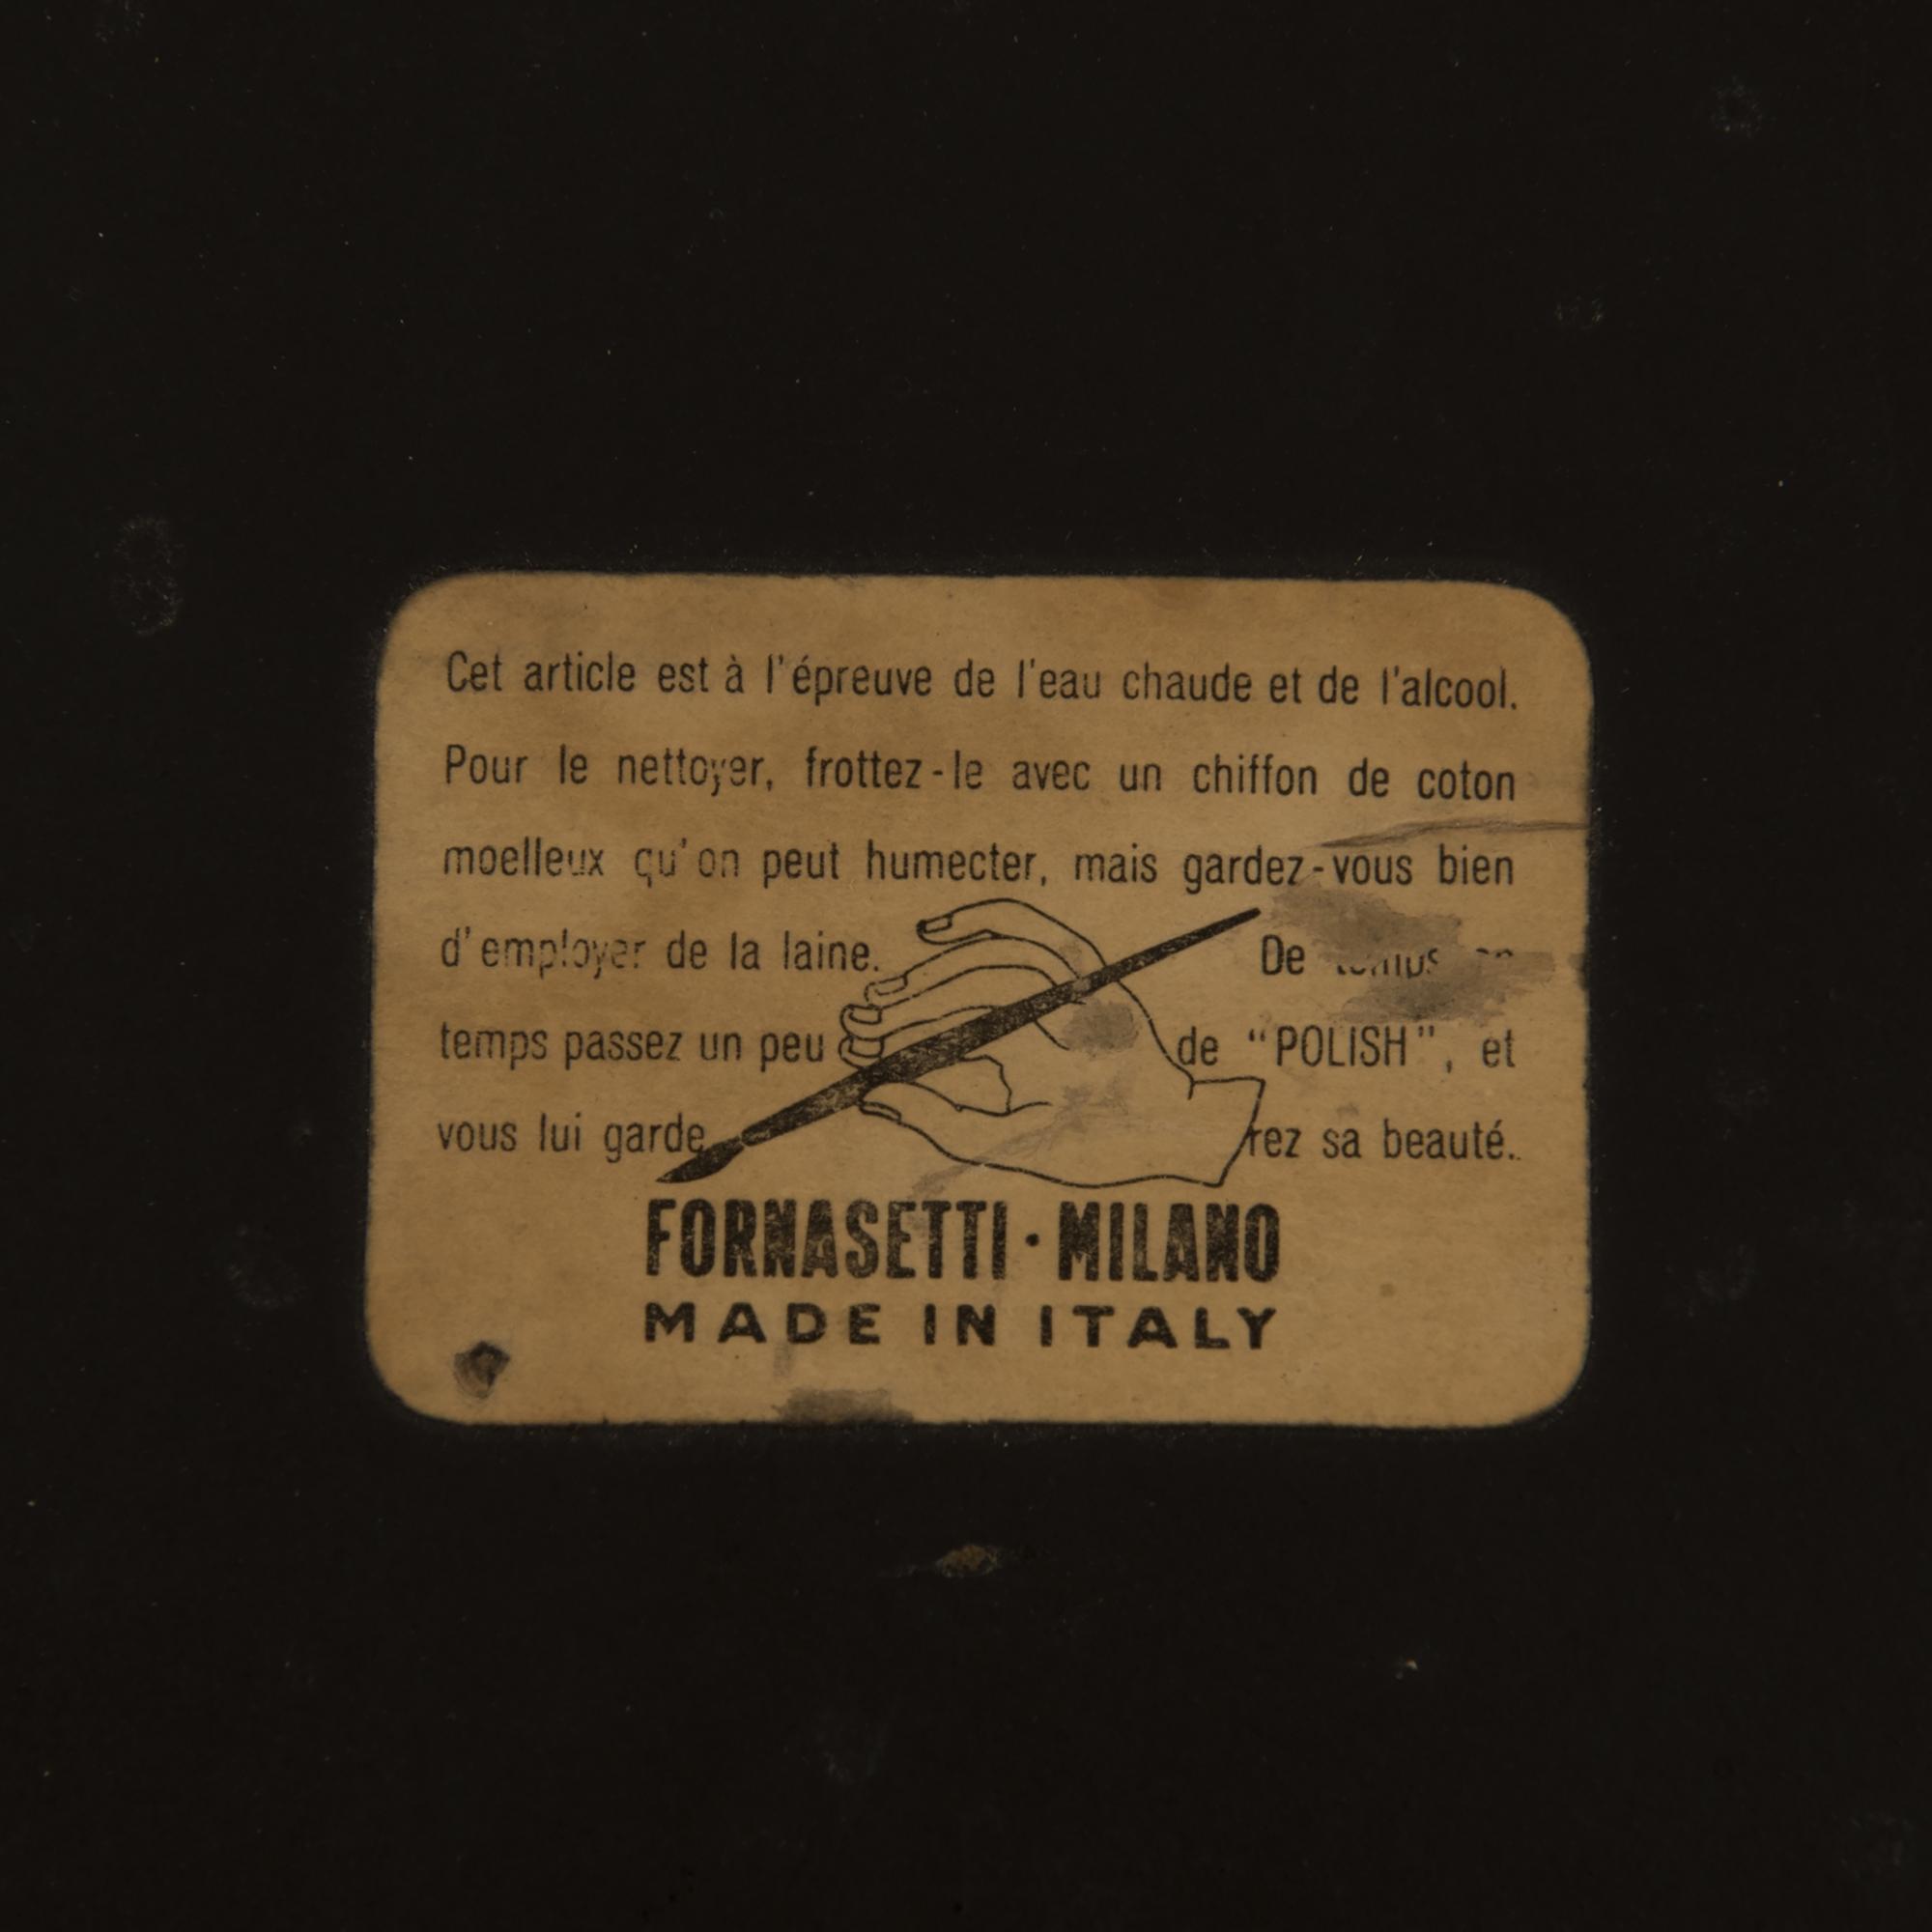 Cet article est à l'épreuve de l'eau chaude et de l'alcool.
Pour le nettoyer, frottez-le avec un chiffon de coton
moelleux qu'on peut humecter, mais gardez-vous bien
d'employer de la laine. De temps en
temps passez un peu de "POLISH", et
vous lui garde rez sa beauté.
FORNASETTI · MILANO
MADE IN ITALY